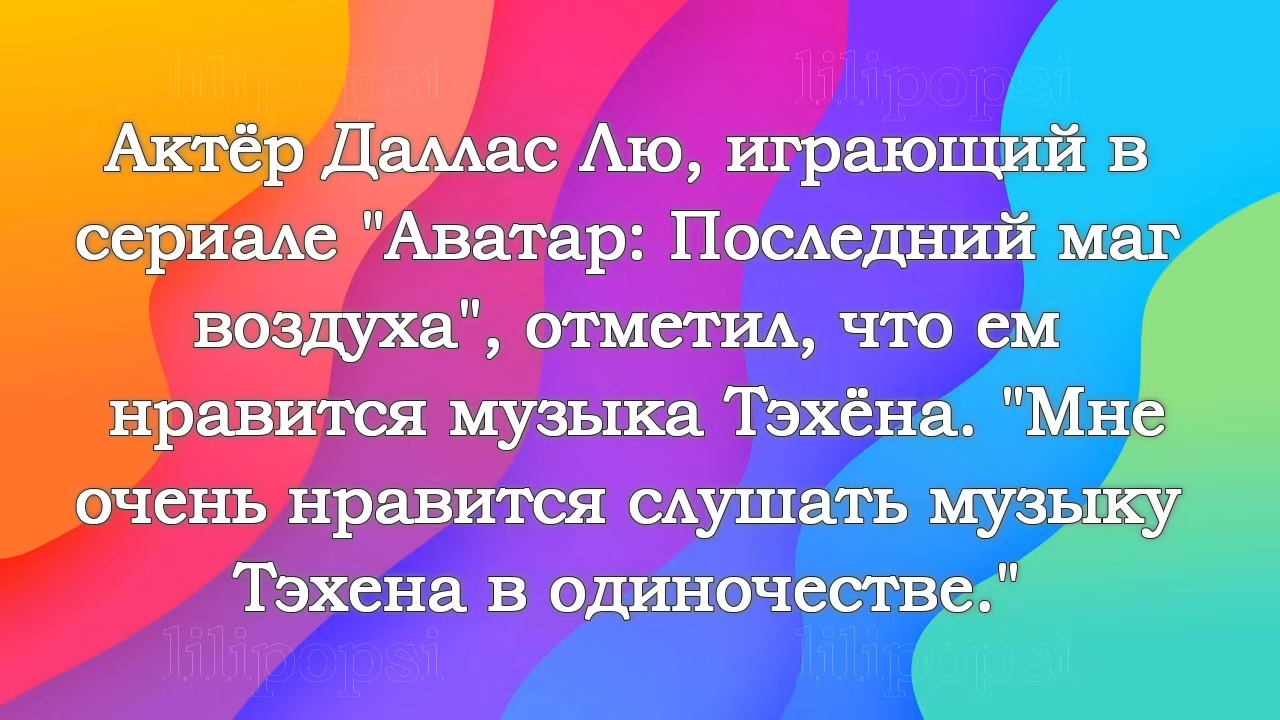 lilipopsi lilipopsi
Актёр Даллас Лю, играющий в
сериале "Аватар: Последний маг
воздуха", отметил, что ем
нравится музыка Тэхёна. "Мне
очень нравится слушать музыку
Тэхена в одиночестве."
lilipopsi lilipopsi